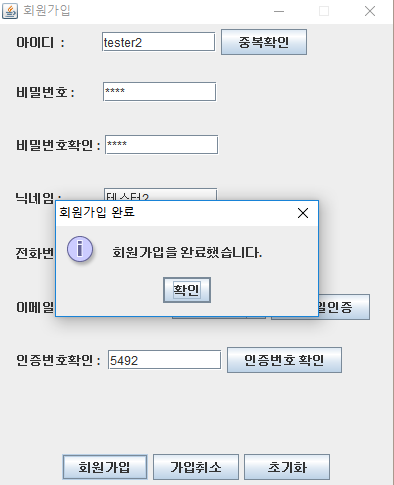 회원가입
아이디 : tester2 중복확인
비밀번호 : ****
비밀번호확인 : ****
닉네임 : 테스터2
회원가입 완료
전화번
회원가입을 완료했습니다.
확인
이메일 일인증
인증번호확인 : 5492 인증번호 확인
회원가입 가입취소 초기화